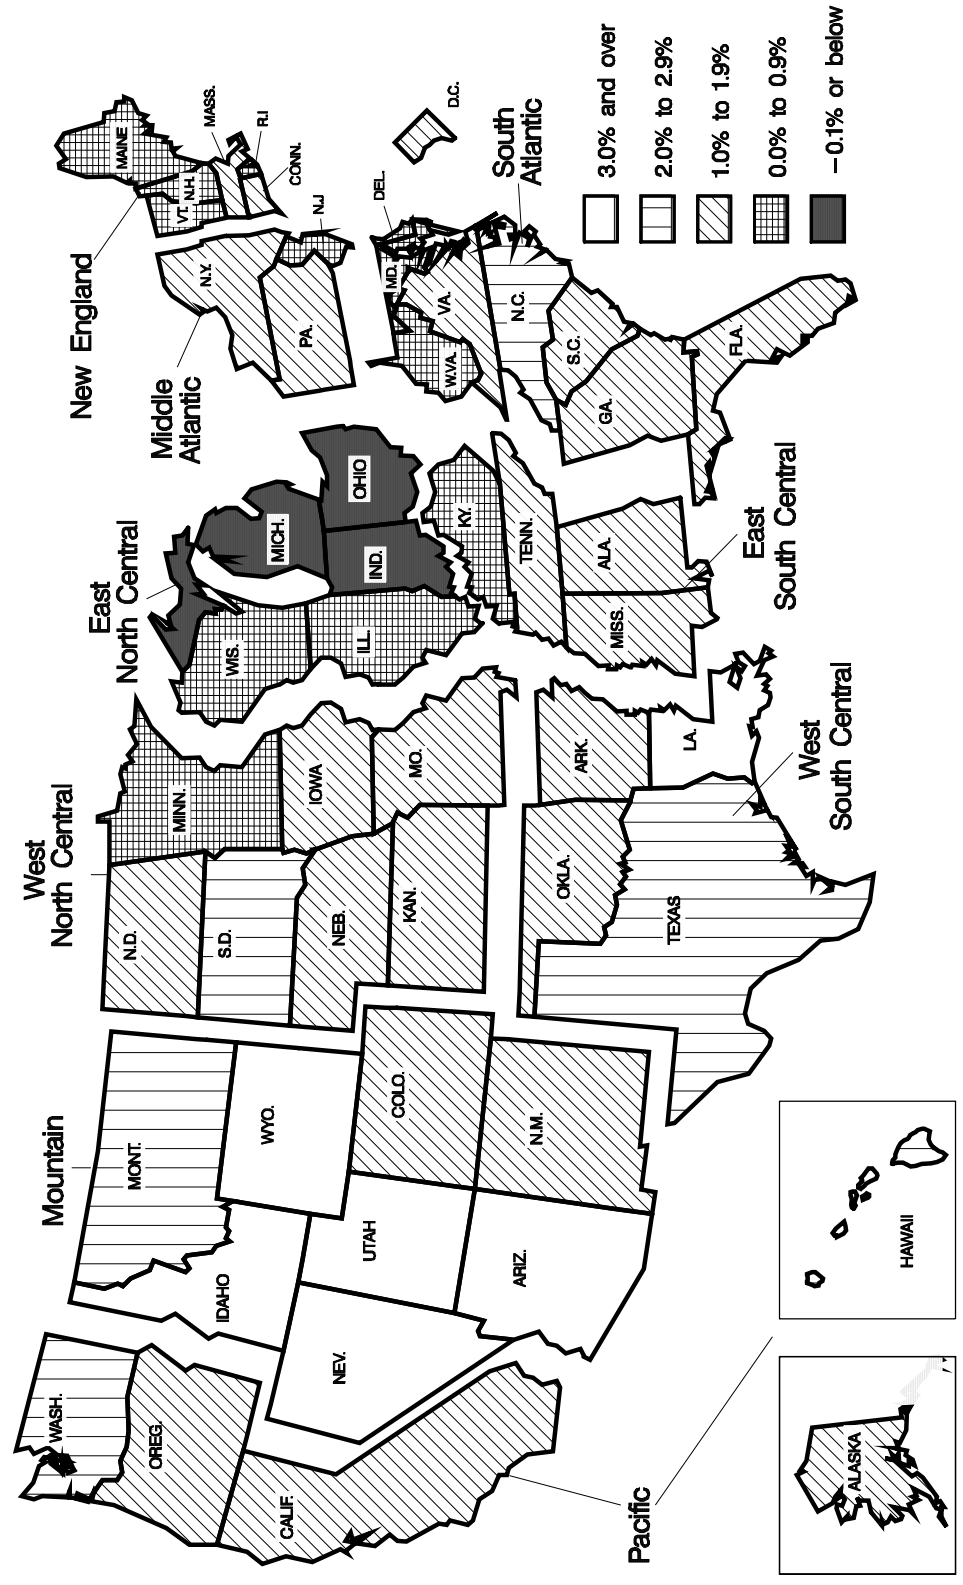 WASH.
OREG.
CALIF.
Pacific
ALASKA
HAWAII
Mountain
MONT.
IDAHO
WYO.
NEV.
UTAH
COLO.
ARIZ.
N.M.
West
North Central
N.D.
S.D.
NEB.
KAN.
MINN.
IOWA
MO.
West
South Central
OKLA.
TEXAS
ARK.
LA.
East
North Central
WIS.
MICH.
ILL.
IND.
OHIO
East
South Central
KY.
TENN.
MISS.
ALA.
Middle
Atlantic
N.Y.
PA.
N.J
New England
MAINE
VT.
N.H.
MASS.
R.I
CONN.
South
Atlantic
DEL.
MD.
D.C.
W.VA.
VA.
N.C.
S.C.
GA.
FLA.
3.0% and over
2.0% to 2.9%
1.0% to 1.9%
0.0% to 0.9%
−0.1% or below